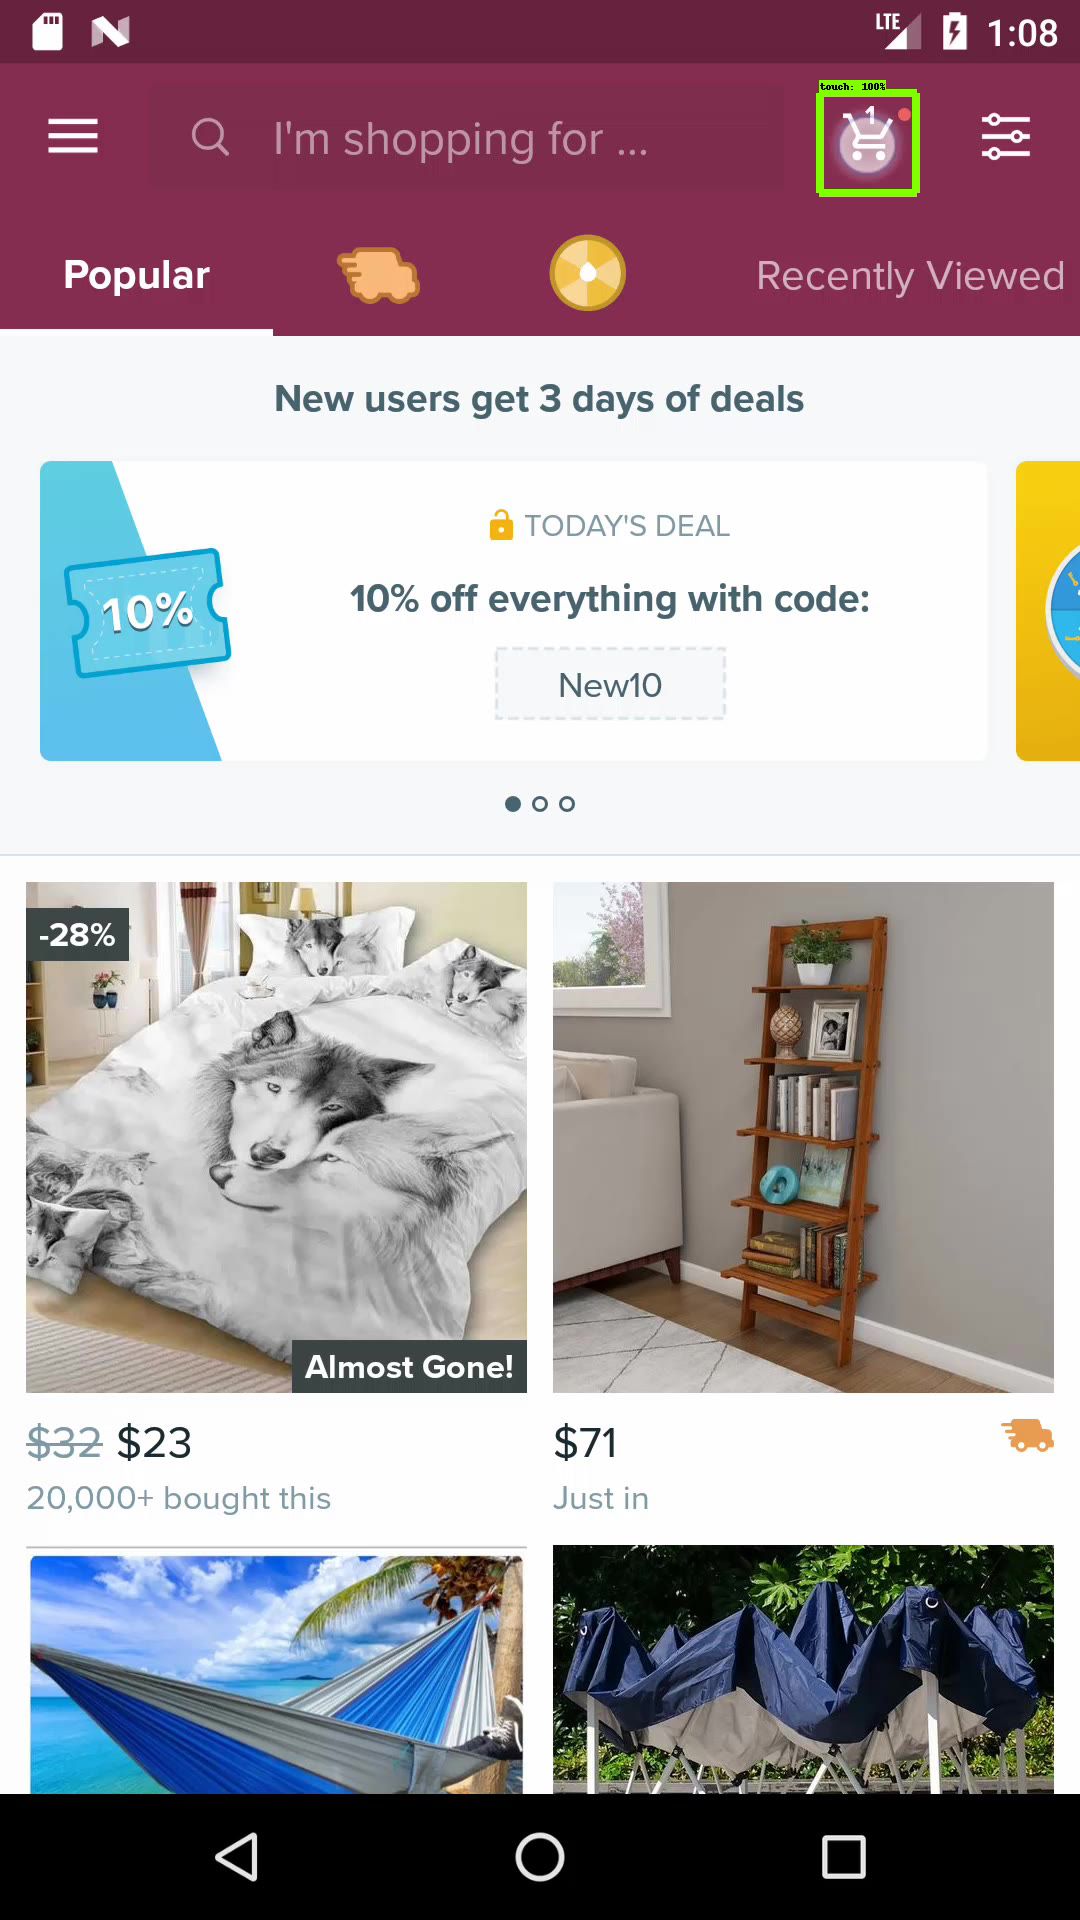 LTE 1:08
touch: 100%
I'm shopping for ...
1
Popular
Recently Viewed
New users get 3 days of deals
TODAY'S DEAL
10%
10% off everything with code:
New10
-28%
Almost Gone!
$32 $23
$71
20,000+ bought this
Just in